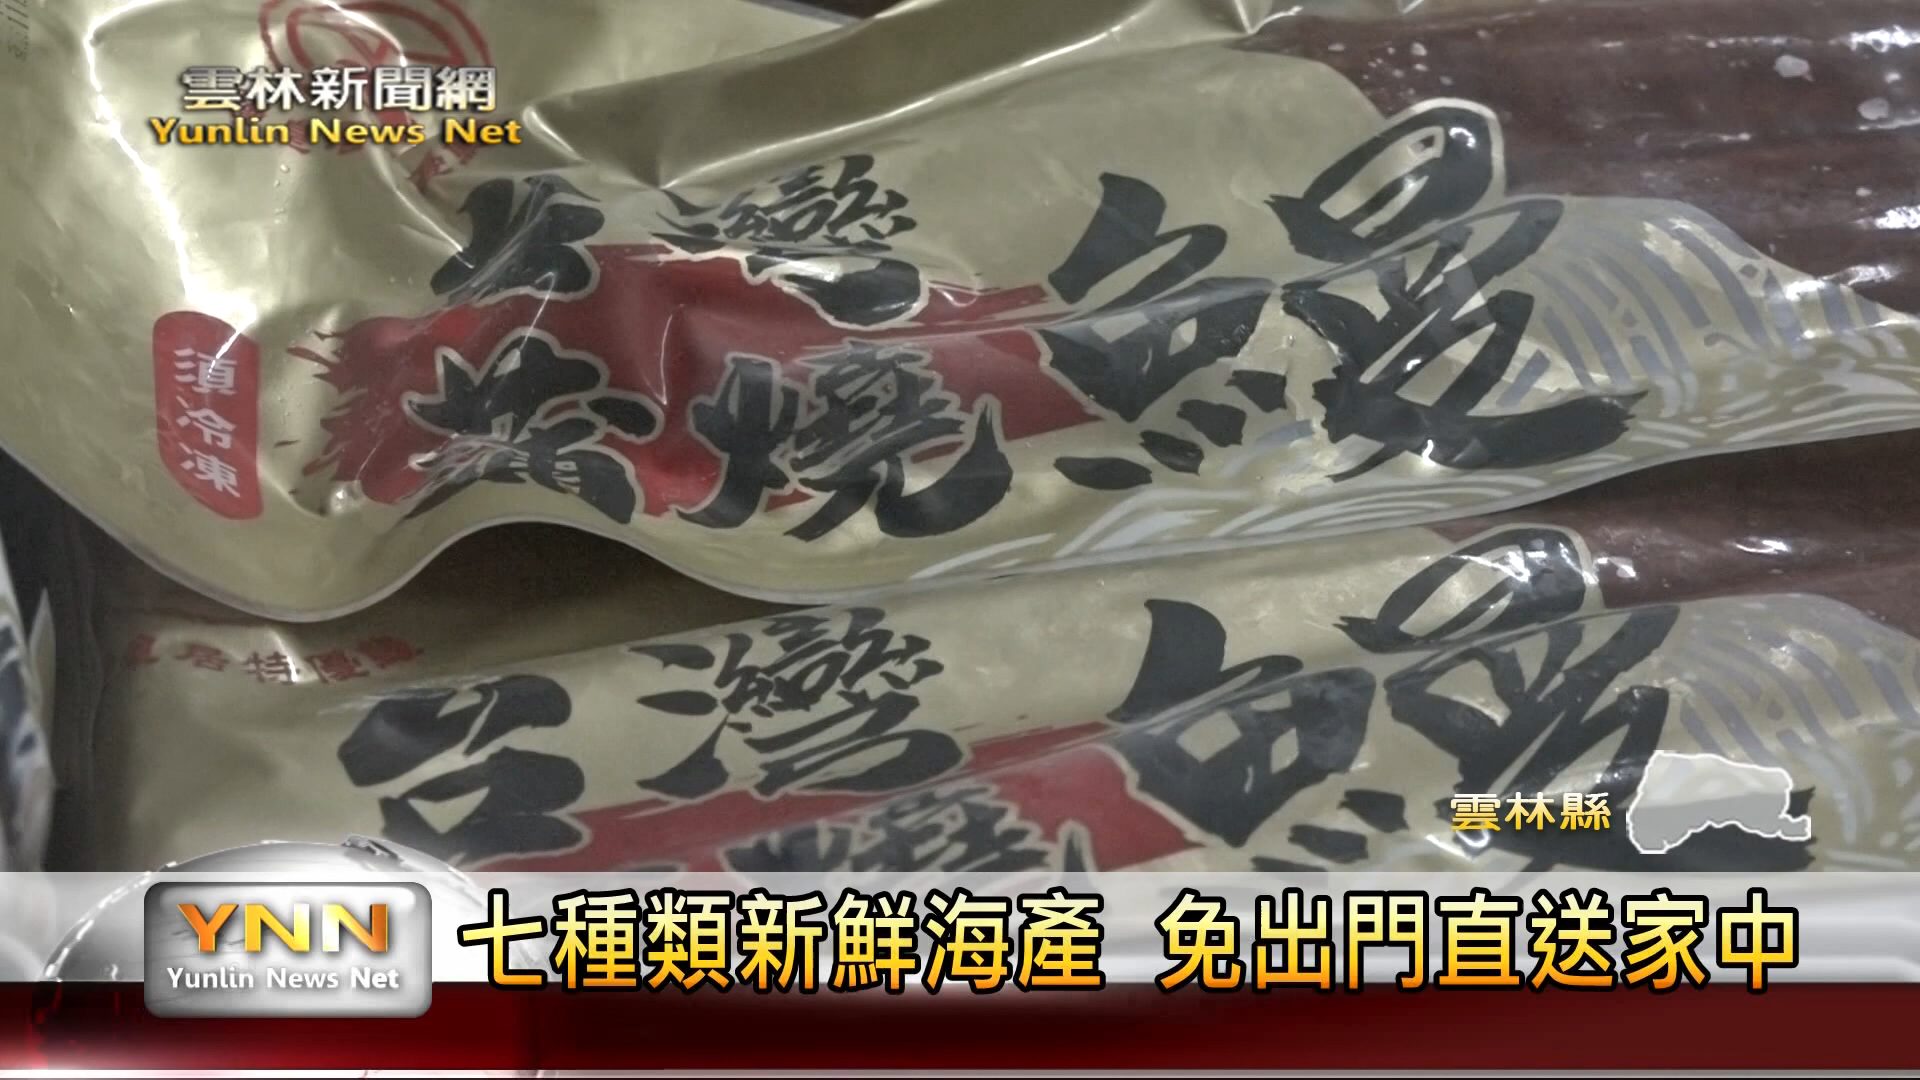 雲林新聞網
Yunlin News Net
台灣
蒲燒
鰻
須冷凍
台灣
鰻
燒
雲林縣
YNN
Yunlin News Net
七種類新鮮海產 免出門直送家中